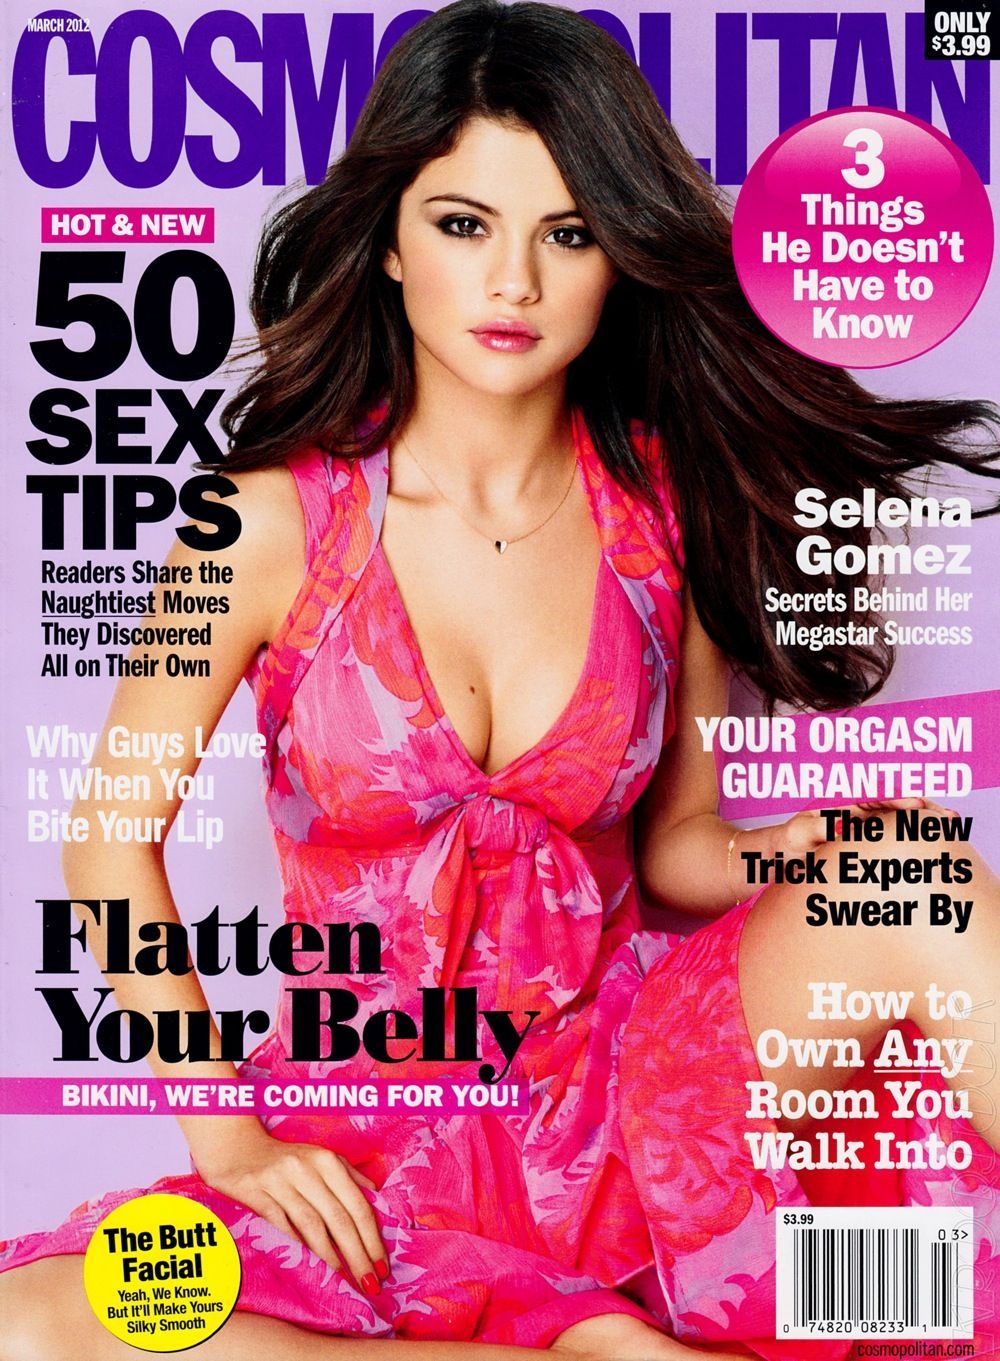 MARCH 2012
COSMOPOLITAN
ONLY
$3.99
3
Things
He Doesn't
Have to
Know
HOT & NEW
50
SEX
TIPS
Readers Share the
Naughtiest Moves
They Discovered
All on Their Own
Selena
Gomez
Secrets Behind Her
Megastar Success
Why Guys Love
It When You
Bite Your Lip
YOUR ORGASM
GUARANTEED
The New
Trick Experts
Swear By
Flatten
Your Belly
BIKINI, WE'RE COMING FOR YOU!
How to
Own Any
Room You
Walk Into
The Butt
Facial
Yeah, We Know.
But It'll Make Yours
Silky Smooth
$3.99
03>
0 74820 08233 1
cosmopolitan.com